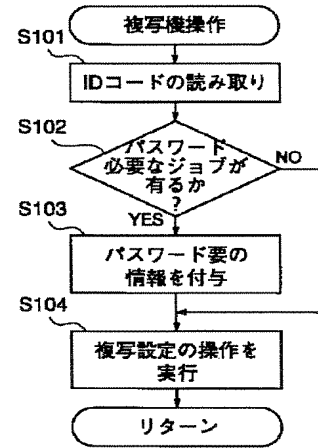 複写機操作
S101
IDコードの読み取り
S102
パスワード
必要なジョブが
有るか
?
NO
YES
S103
パスワード要の
情報を付与
S104
複写設定の操作を
実行
リターン